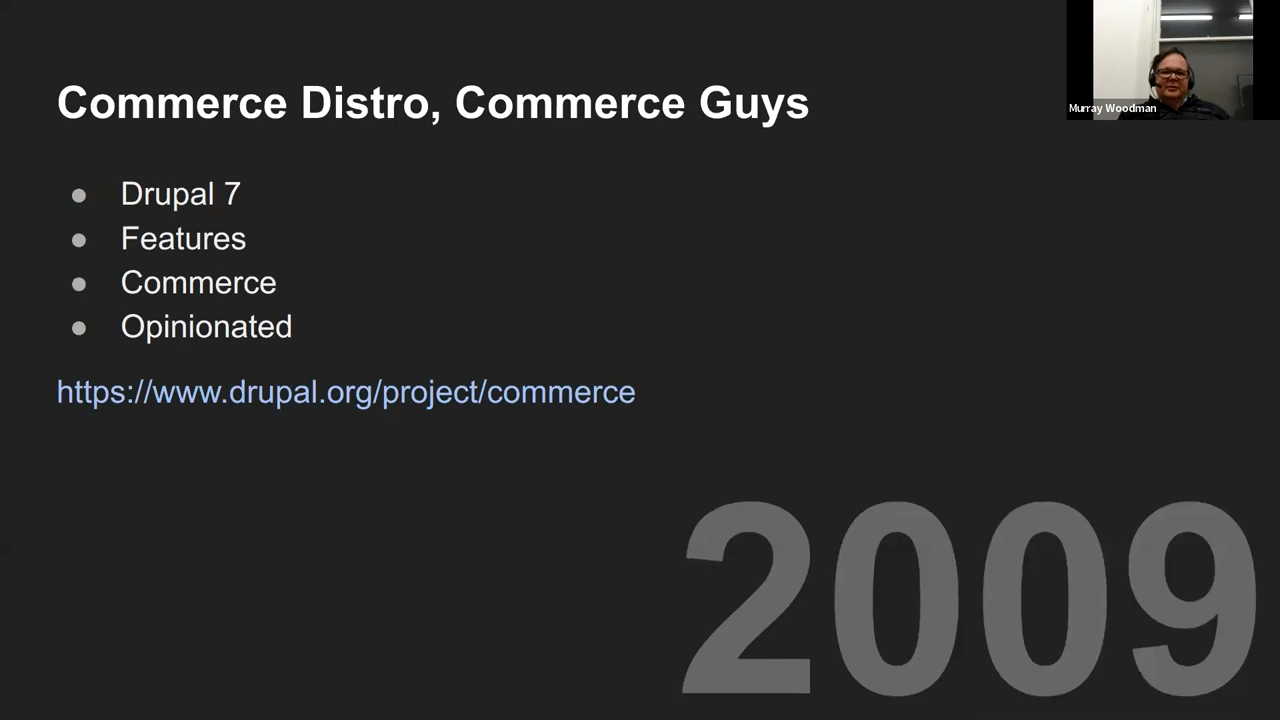 Commerce Distro, Commerce Guys
Murray Woodman
● Drupal 7
● Features
● Commerce
● Opinionated
https://www.drupal.org/project/commerce
2009